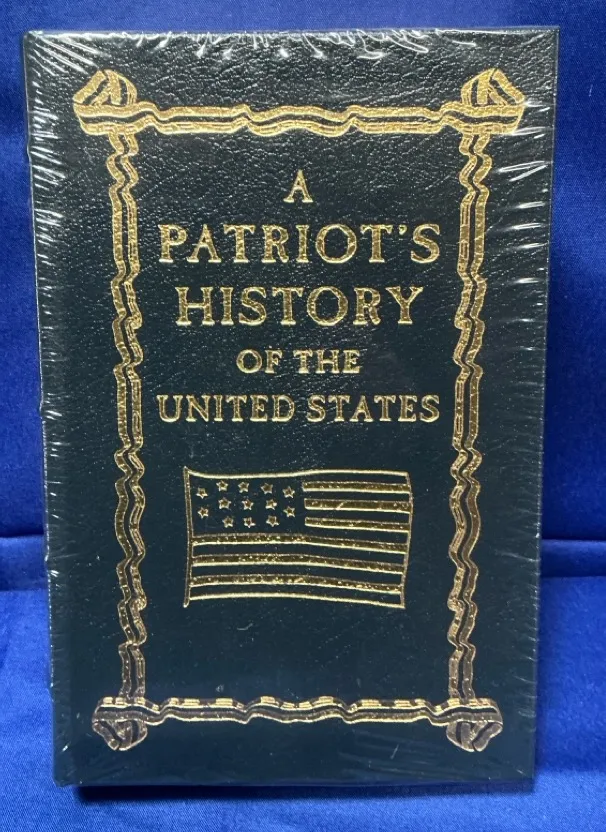 A
PATRIOT'S
HISTORY
OF THE
UNITED STATES